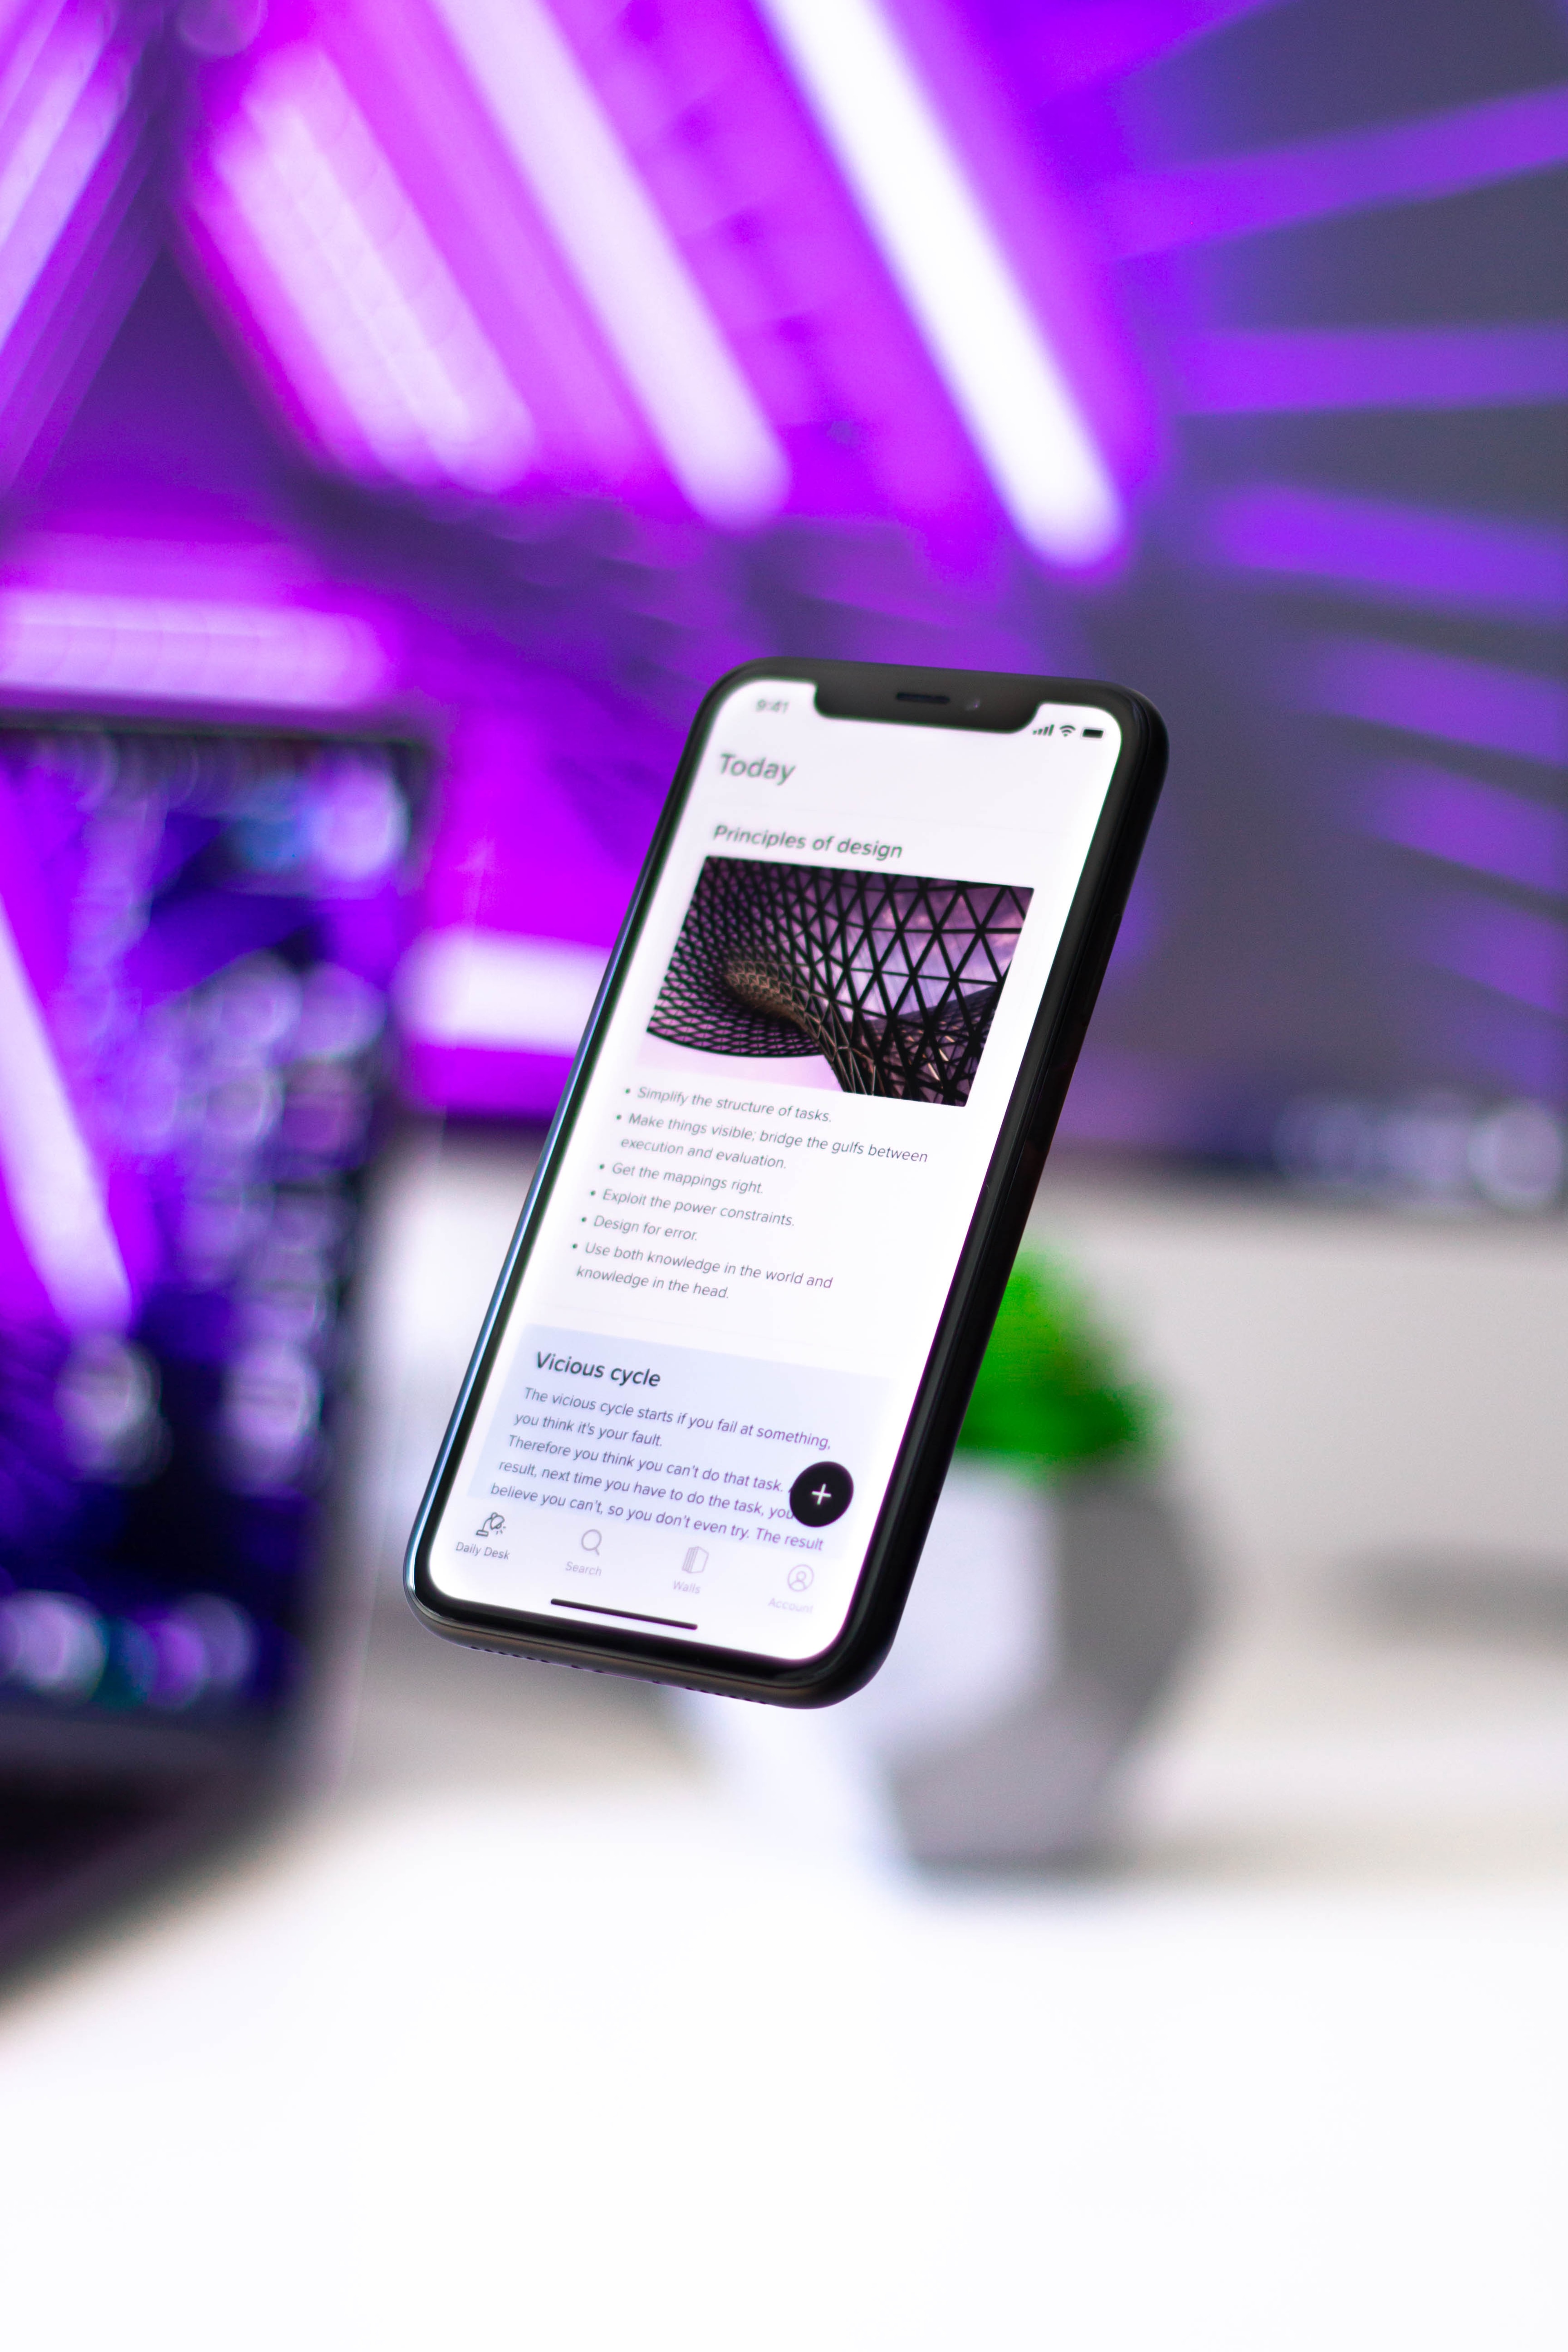 9:41
Today
Principles of design
• Simplify the structure of tasks.
• Make things visible; bridge the gulfs between
execution and evaluation.
• Get the mappings right.
• Exploit the power constraints.
• Design for error.
• Use both knowledge in the world and
knowledge in the head.
Vicious cycle
The vicious cycle starts if you fail at something,
you think it's your fault.
Therefore you think you can't do that task.
result, next time you have to do the task, you
believe you can't, so you don't even try. The result
+
Daily Desk
Search
Walls
Account